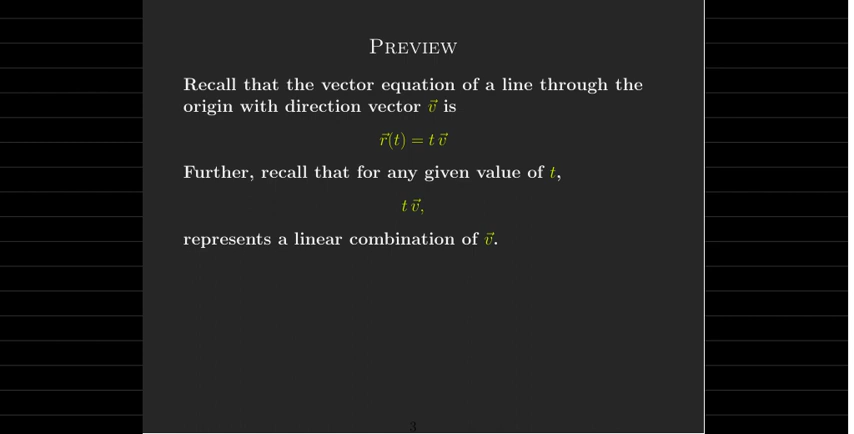 PREVIEW
Recall that the vector equation of a line through the
origin with direction vector v⃗ is
r⃗(t) = t v⃗
Further, recall that for any given value of t,
t v⃗,
represents a linear combination of v⃗.
3